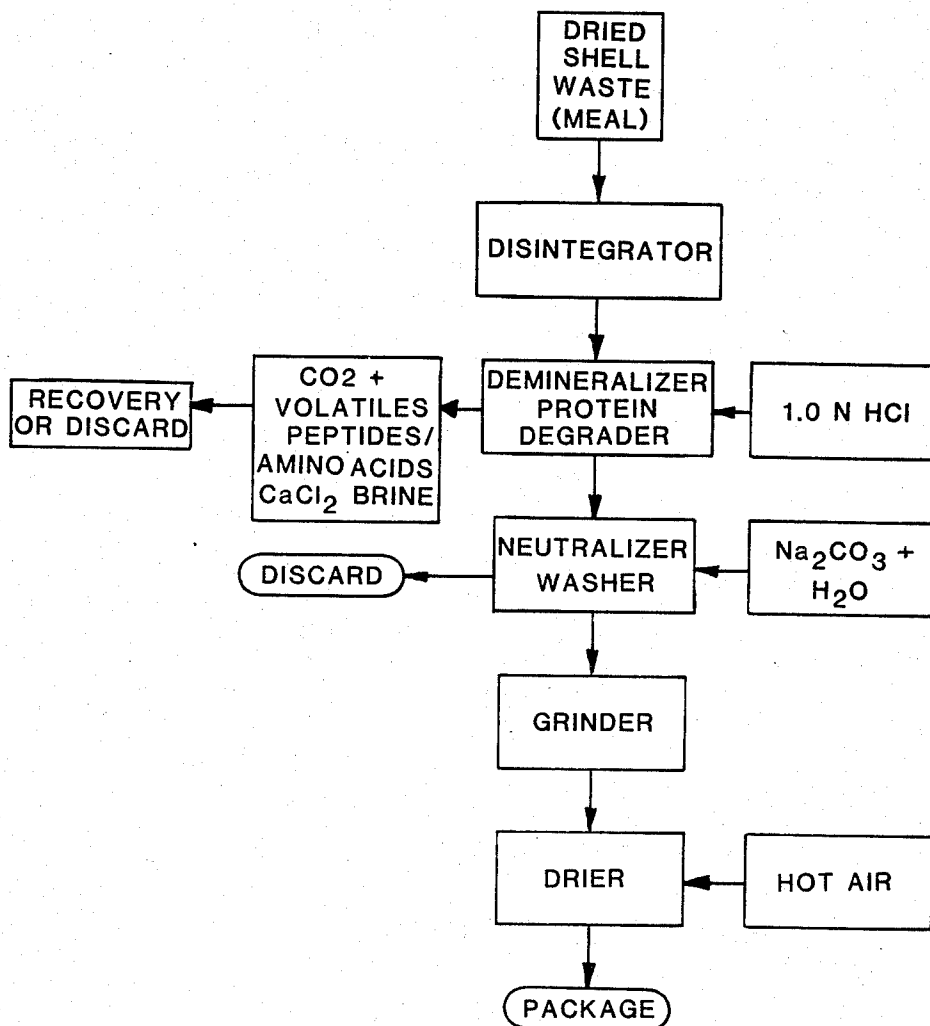 DRIED
SHELL
WASTE
(MEAL)
DISINTEGRATOR
DEMINERALIZER
PROTEIN
DEGRADER
1.0 N HCl
CO2 +
VOLATILES
PEPTIDES/
AMINO ACIDS
CaCl₂ BRINE
RECOVERY
OR DISCARD
NEUTRALIZER
WASHER
Na₂CO₃ +
H₂O
DISCARD
GRINDER
DRIER
HOT AIR
PACKAGE